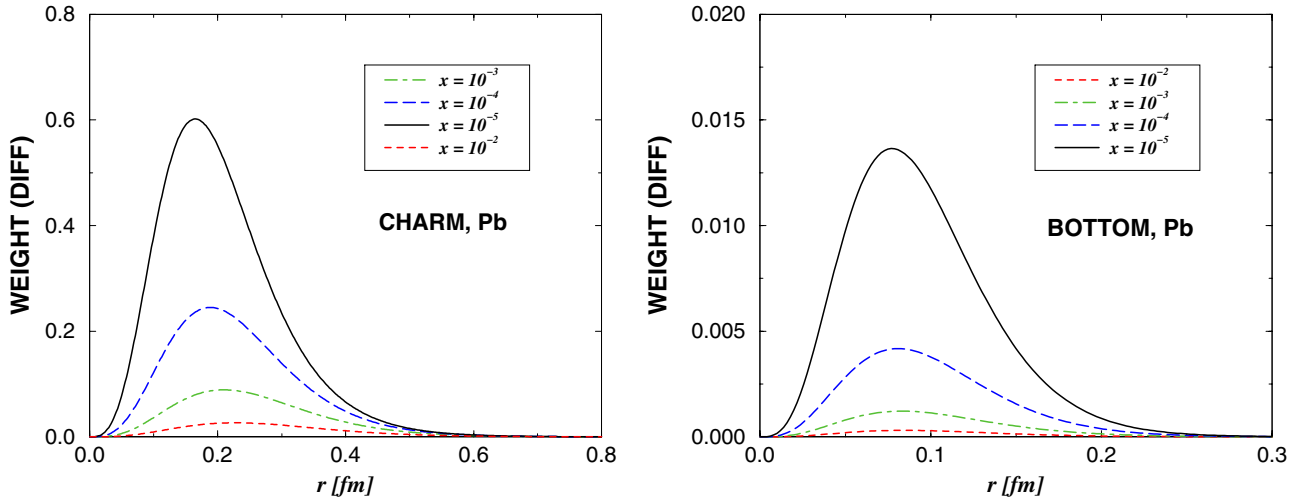 WEIGHT (DIFF)
0.8
0.6
0.4
0.2
0.0
x = 10⁻³
x = 10⁻⁴
x = 10⁻⁵
x = 10⁻²
CHARM, Pb
0.0 0.2 0.4 0.6 0.8
r [fm]
WEIGHT (DIFF)
0.020
0.015
0.010
0.005
0.000
x = 10⁻²
x = 10⁻³
x = 10⁻⁴
x = 10⁻⁵
BOTTOM, Pb
0.0 0.1 0.2 0.3
r [fm]